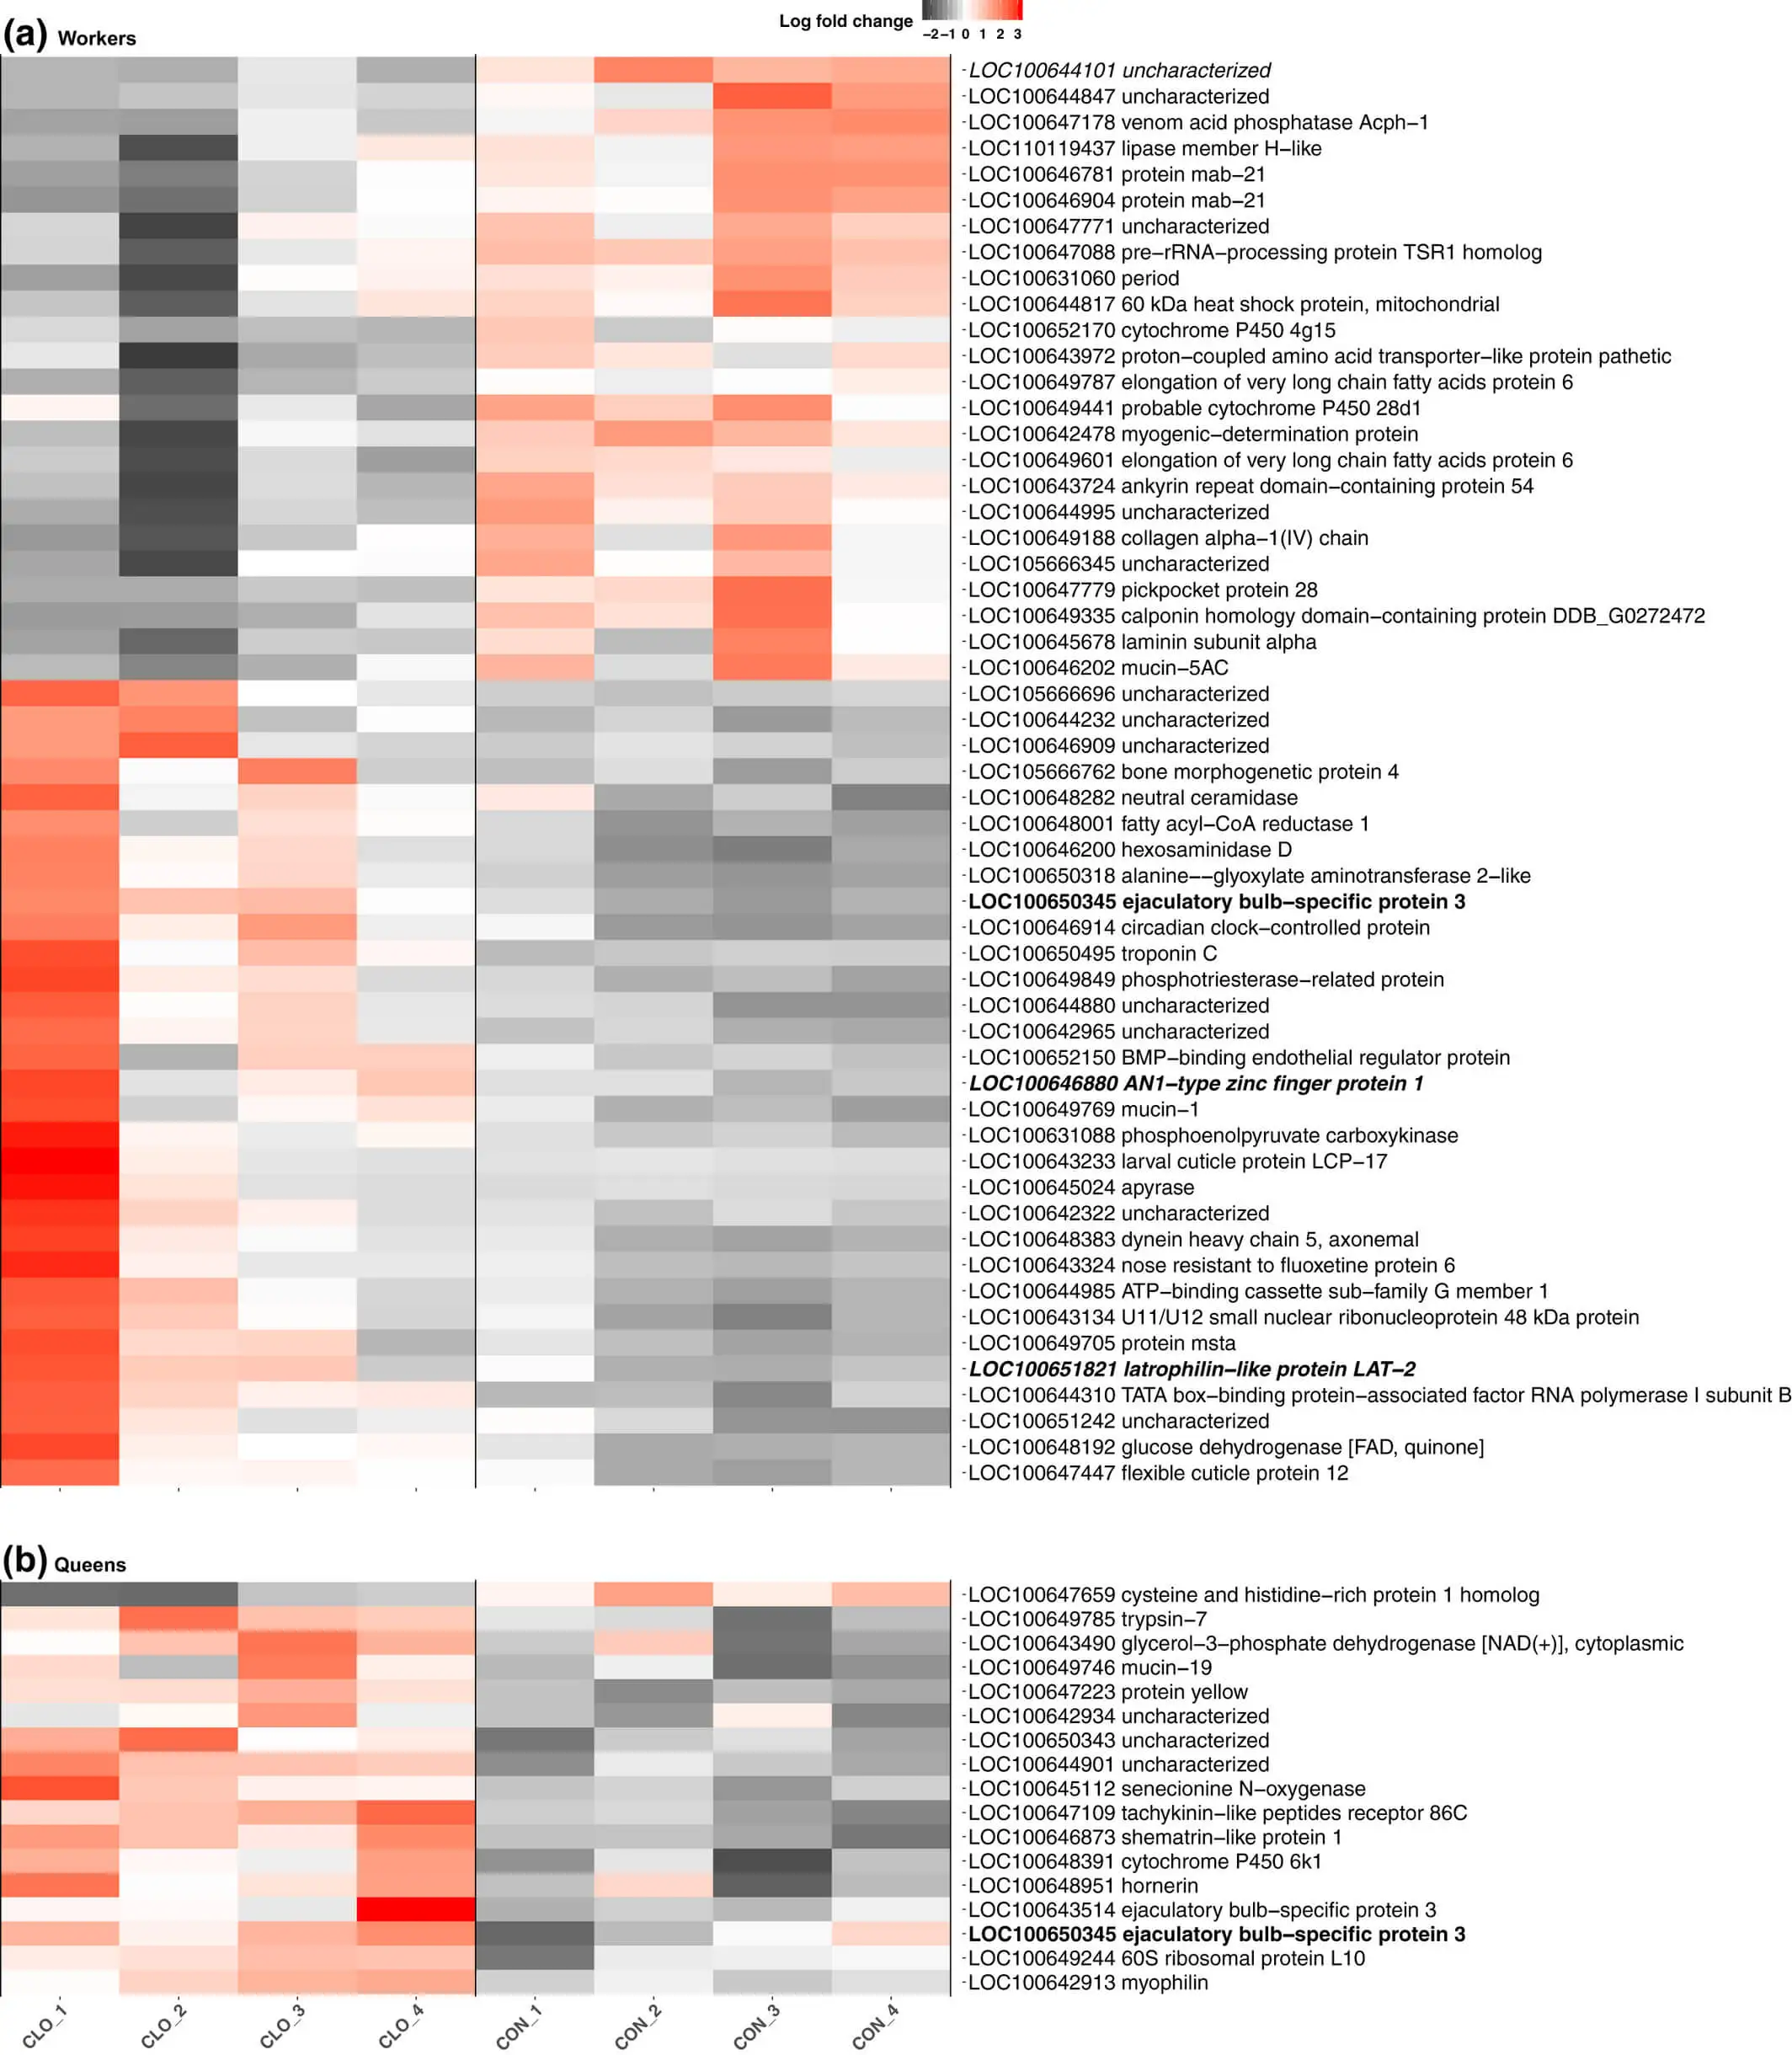 Log fold change
−2 −1 0 1 2 3
(a) Workers
LOC100644101 uncharacterized
LOC100644847 uncharacterized
LOC100647178 venom acid phosphatase Acph−1
LOC110119437 lipase member H−like
LOC100646781 protein mab−21
LOC100646904 protein mab−21
LOC100647771 uncharacterized
LOC100647088 pre−rRNA−processing protein TSR1 homolog
LOC100631060 period
LOC100644817 60 kDa heat shock protein, mitochondrial
LOC100652170 cytochrome P450 4g15
LOC100643972 proton−coupled amino acid transporter−like protein pathetic
LOC100649787 elongation of very long chain fatty acids protein 6
LOC100649441 probable cytochrome P450 28d1
LOC100642478 myogenic−determination protein
LOC100649601 elongation of very long chain fatty acids protein 6
LOC100643724 ankyrin repeat domain−containing protein 54
LOC100644995 uncharacterized
LOC100649188 collagen alpha−1(IV) chain
LOC105666345 uncharacterized
LOC100647779 pickpocket protein 28
LOC100649335 calponin homology domain−containing protein DDB_G0272472
LOC100645678 laminin subunit alpha
LOC100646202 mucin−5AC
LOC105666696 uncharacterized
LOC100644232 uncharacterized
LOC100646909 uncharacterized
LOC105666762 bone morphogenetic protein 4
LOC100648282 neutral ceramidase
LOC100648001 fatty acyl−CoA reductase 1
LOC100646200 hexosaminidase D
LOC100650318 alanine−−glyoxylate aminotransferase 2−like
LOC100650345 ejaculatory bulb−specific protein 3
LOC100646914 circadian clock−controlled protein
LOC100650495 troponin C
LOC100649849 phosphotriesterase−related protein
LOC100644880 uncharacterized
LOC100642965 uncharacterized
LOC100652150 BMP−binding endothelial regulator protein
LOC100646880 AN1−type zinc finger protein 1
LOC100649769 mucin−1
LOC100631088 phosphoenolpyruvate carboxykinase
LOC100643233 larval cuticle protein LCP−17
LOC100645024 apyrase
LOC100642322 uncharacterized
LOC100648383 dynein heavy chain 5, axonemal
LOC100643324 nose resistant to fluoxetine protein 6
LOC100644985 ATP−binding cassette sub−family G member 1
LOC100643134 U11/U12 small nuclear ribonucleoprotein 48 kDa protein
LOC100649705 protein msta
LOC100651821 latrophilin−like protein LAT−2
LOC100644310 TATA box−binding protein−associated factor RNA polymerase I subunit B
LOC100651242 uncharacterized
LOC100648192 glucose dehydrogenase [FAD, quinone]
LOC100647447 flexible cuticle protein 12
(b) Queens
LOC100647659 cysteine and histidine−rich protein 1 homolog
LOC100649785 trypsin−7
LOC100643490 glycerol−3−phosphate dehydrogenase [NAD(+)], cytoplasmic
LOC100649746 mucin−19
LOC100647223 protein yellow
LOC100642934 uncharacterized
LOC100650343 uncharacterized
LOC100644901 uncharacterized
LOC100645112 senecionine N−oxygenase
LOC100647109 tachykinin−like peptides receptor 86C
LOC100646873 shematrin−like protein 1
LOC100648391 cytochrome P450 6k1
LOC100648951 hornerin
LOC100643514 ejaculatory bulb−specific protein 3
LOC100650345 ejaculatory bulb−specific protein 3
LOC100649244 60S ribosomal protein L10
LOC100642913 myophilin
CLO_1 CLO_2 CLO_3 CLO_4 CON_1 CON_2 CON_3 CON_4